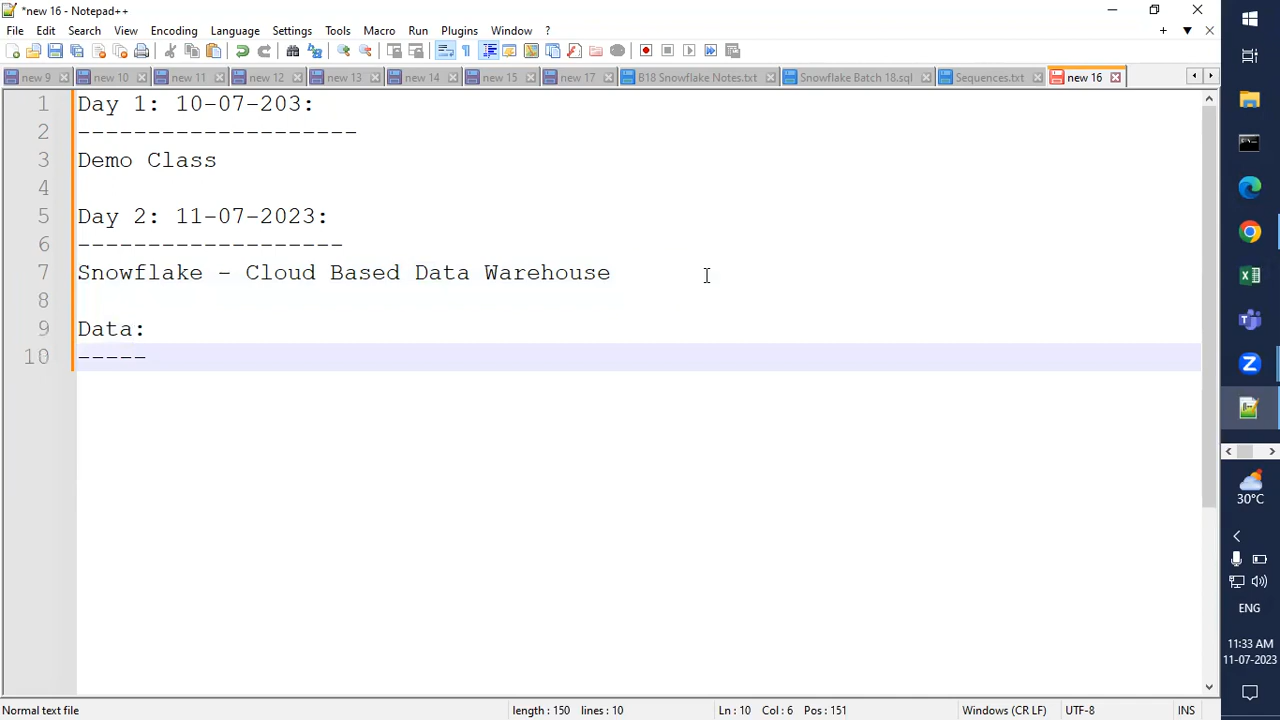 *new 16 - Notepad++
File Edit Search View Encoding Language Settings Tools Macro Run Plugins Window ?
new 9 new 10 new 11 new 12 new 13 new 14 new 15 new 17 B18 Snowflake Notes.txt Snowflake Batch 18.sql Sequences.txt new 16
1 Day 1: 10-07-203:
2 --------------------
3 Demo Class
4
5 Day 2: 11-07-2023:
6 -------------------
7 Snowflake - Cloud Based Data Warehouse
8
9 Data:
10 -----
30°C
ENG
11:33 AM
11-07-2023
Normal text file length : 150 lines : 10 Ln : 10 Col : 6 Pos : 151 Windows (CR LF) UTF-8 INS